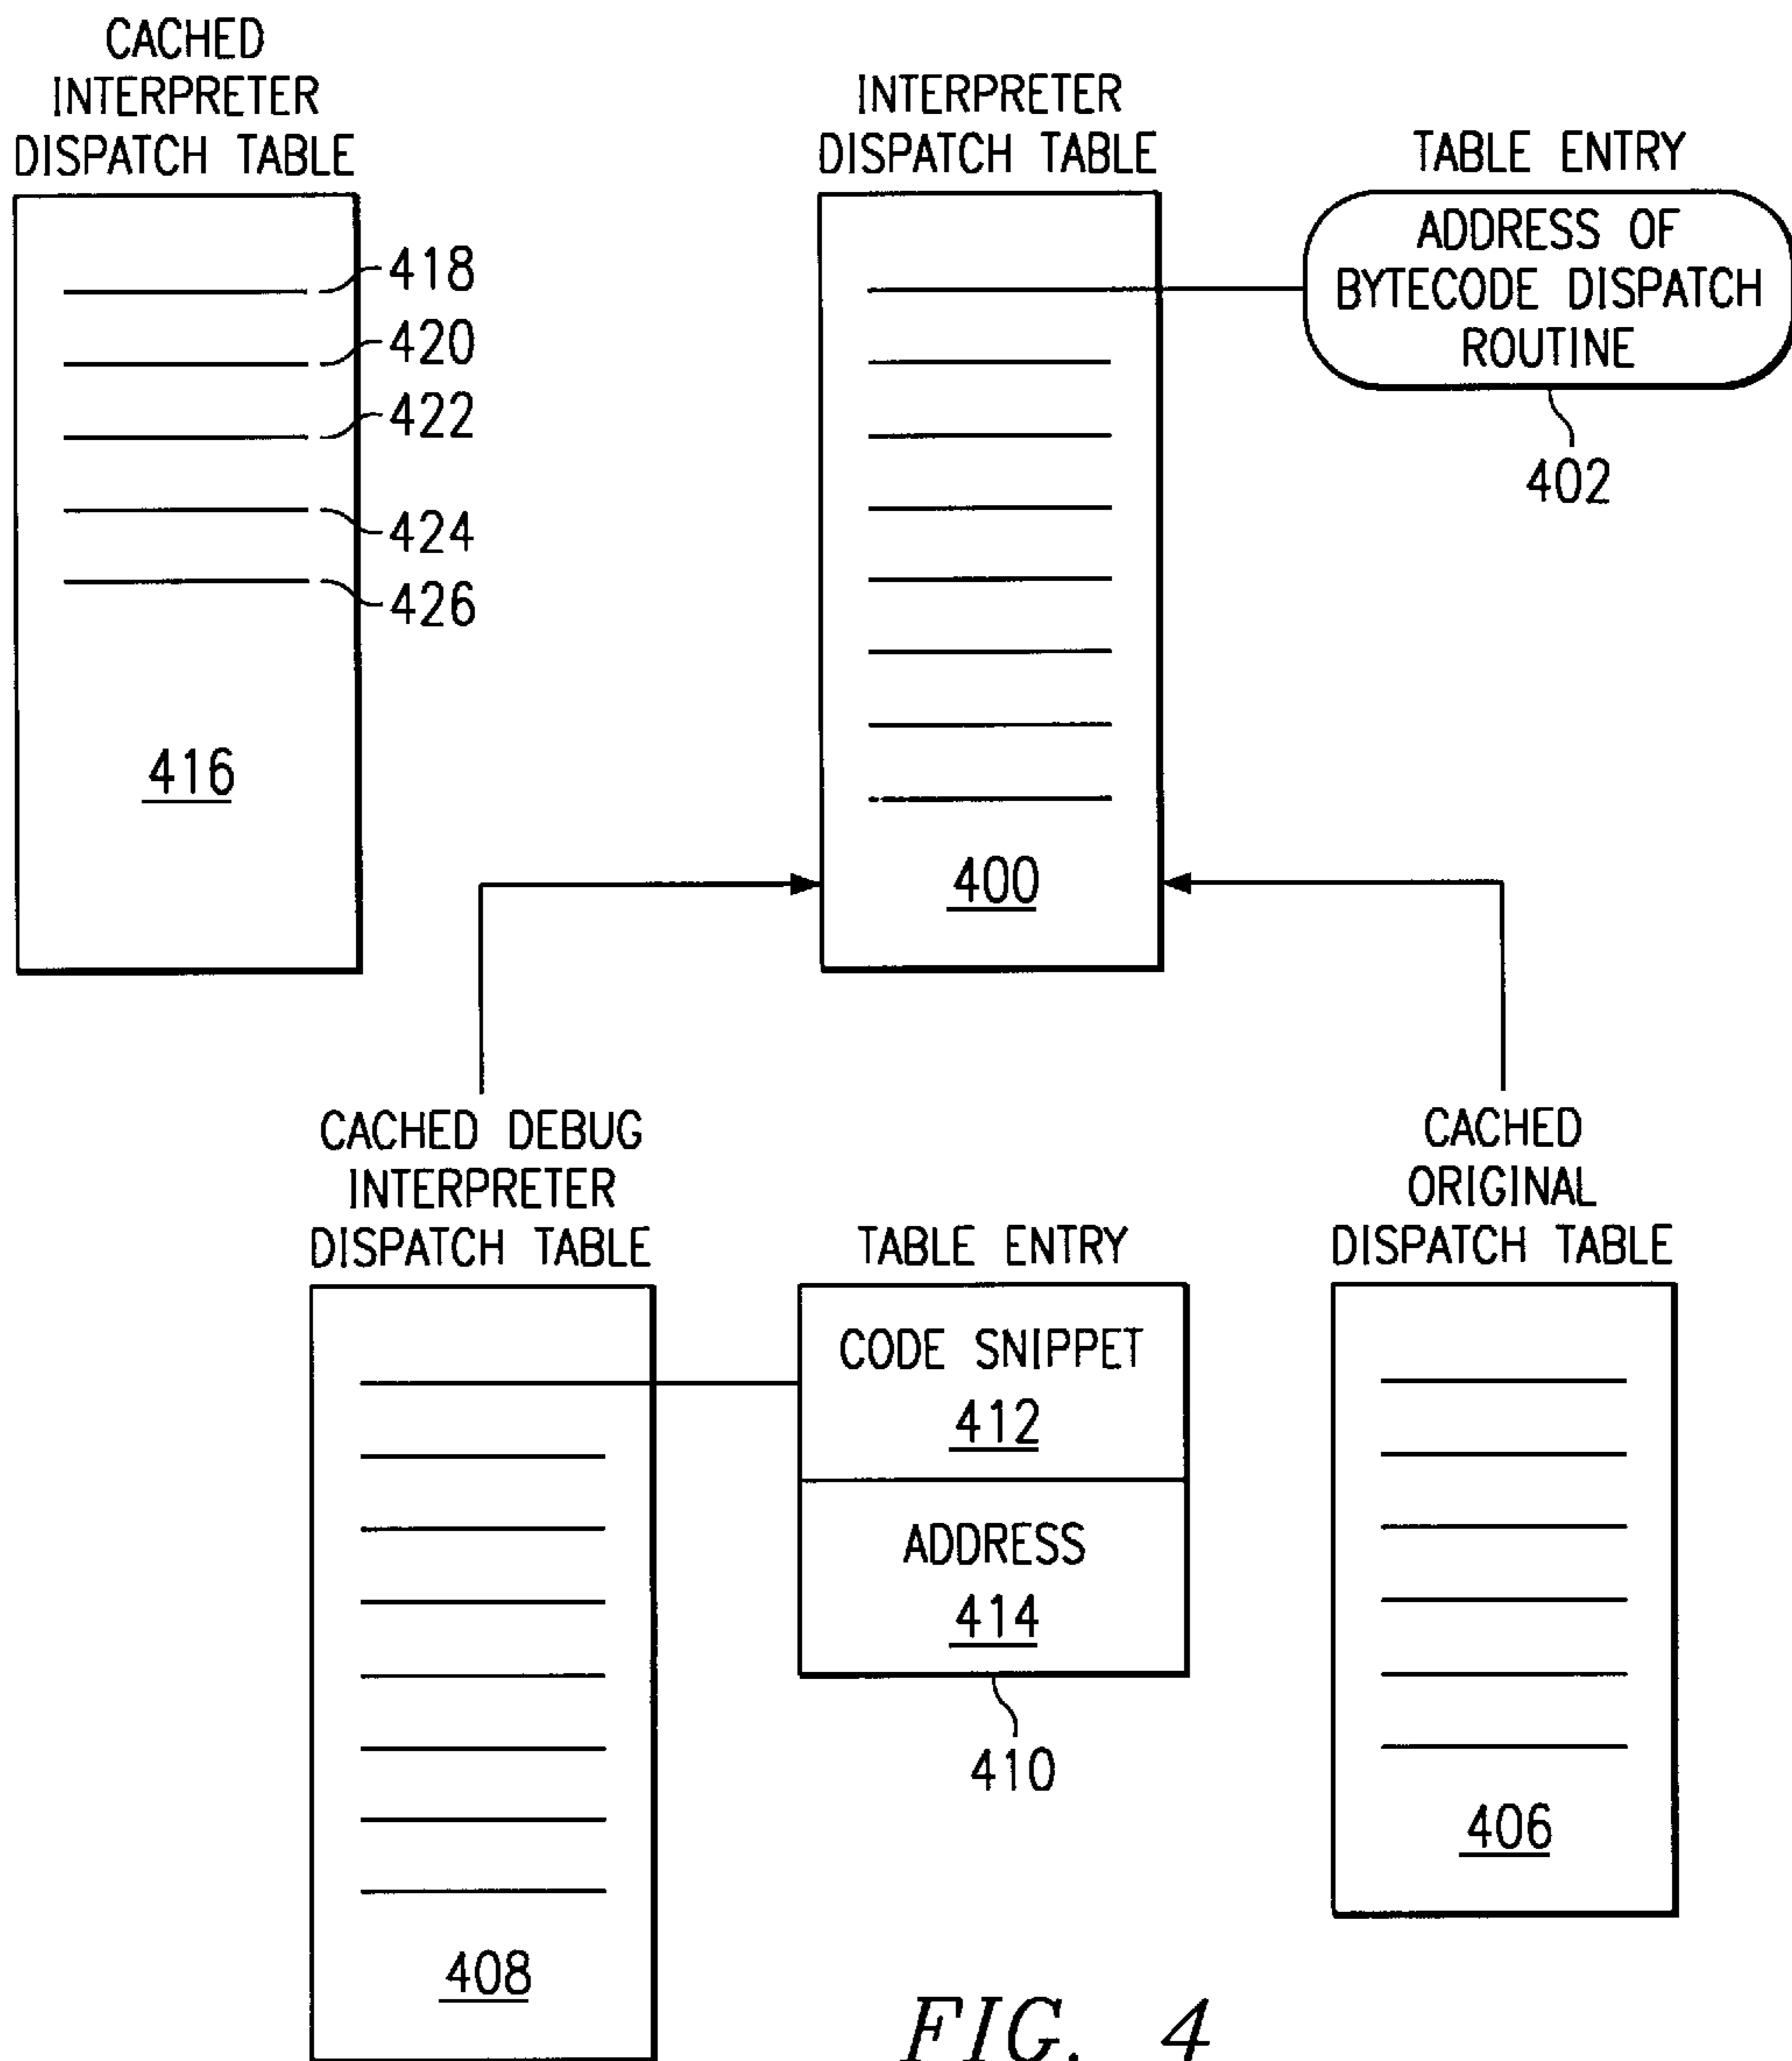 CACHED
INTERPRETER
DISPATCH TABLE
418
420
422
424
426
416
INTERPRETER
DISPATCH TABLE
400
TABLE ENTRY
ADDRESS OF
BYTECODE DISPATCH
ROUTINE
402
CACHED DEBUG
INTERPRETER
DISPATCH TABLE
408
TABLE ENTRY
CODE SNIPPET
412
ADDRESS
414
410
CACHED
ORIGINAL
DISPATCH TABLE
406
FIG. 4